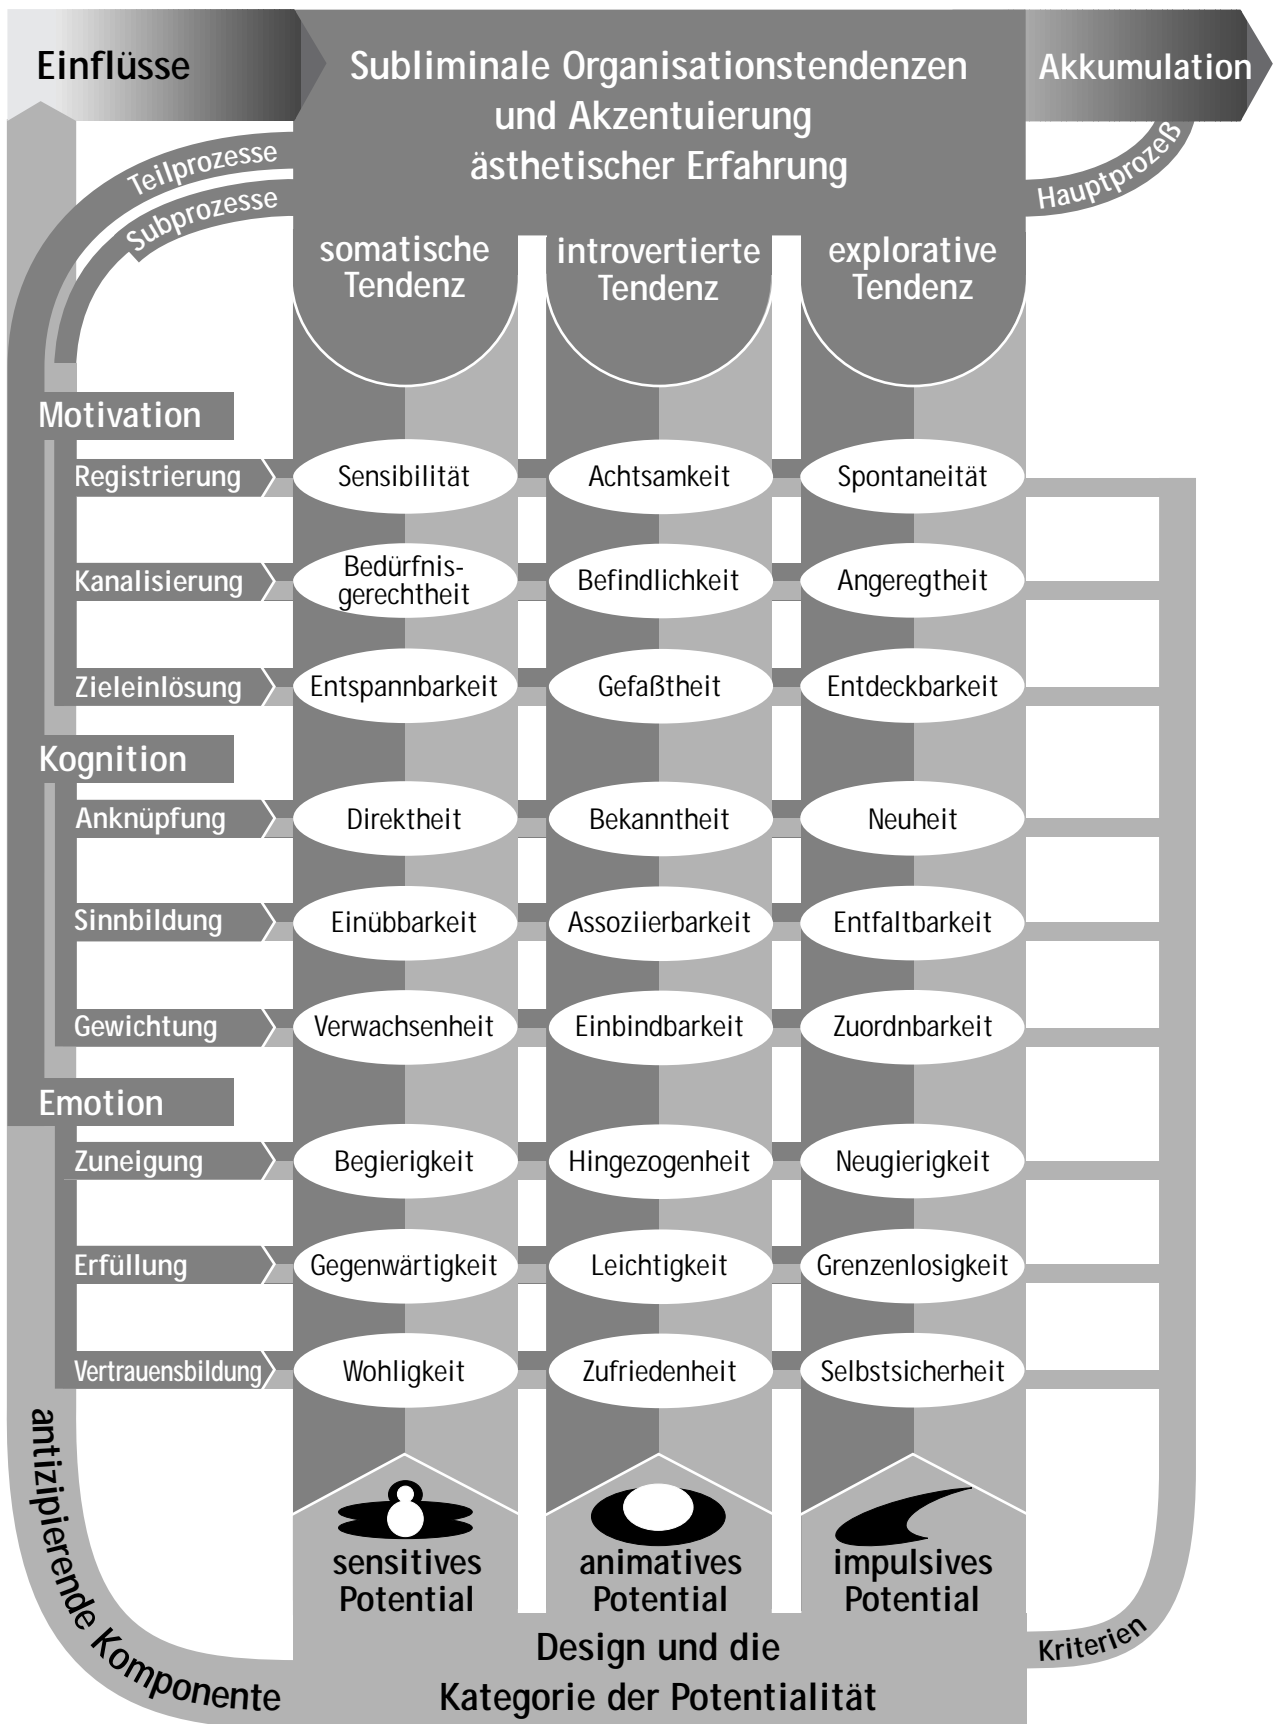 Einflüsse
Subliminale Organisationstendenzen
und Akzentuierung
ästhetischer Erfahrung
Akkumulation
Teilprozesse
Subprozesse
Hauptprozeß
somatische
Tendenz
introvertierte
Tendenz
explorative
Tendenz
Motivation
Registrierung
Sensibilität
Achtsamkeit
Spontaneität
Kanalisierung
Bedürfnis-
gerechtheit
Befindlichkeit
Angeregtheit
Zieleinlösung
Entspannbarkeit
Gefaßtheit
Entdeckbarkeit
Kognition
Anknüpfung
Direktheit
Bekanntheit
Neuheit
Sinnbildung
Einübbarkeit
Assoziierbarkeit
Entfaltbarkeit
Gewichtung
Verwachsenheit
Einbindbarkeit
Zuordnbarkeit
Emotion
Zuneigung
Begierigkeit
Hingezogenheit
Neugierigkeit
Erfüllung
Gegenwärtigkeit
Leichtigkeit
Grenzenlosigkeit
Vertrauensbildung
Wohligkeit
Zufriedenheit
Selbstsicherheit
antizipierende Komponente
sensitives
Potential
animatives
Potential
impulsives
Potential
Kriterien
Design und die
Kategorie der Potentialität